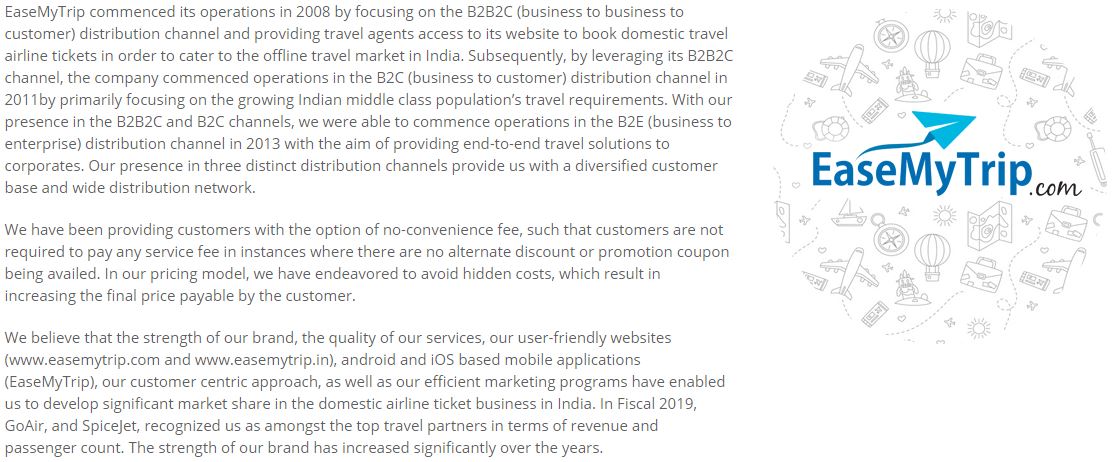 EaseMyTrip commenced its operations in 2008 by focusing on the B2B2C (business to business to
customer) distribution channel and providing travel agents access to its website to book domestic travel
airline tickets in order to cater to the offline travel market in India. Subsequently, by leveraging its B2B2C
channel, the company commenced operations in the B2C (business to customer) distribution channel in
2011by primarily focusing on the growing Indian middle class population’s travel requirements. With our
presence in the B2B2C and B2C channels, we were able to commence operations in the B2E (business to
enterprise) distribution channel in 2013 with the aim of providing end-to-end travel solutions to
corporates. Our presence in three distinct distribution channels provide us with a diversified customer
base and wide distribution network.
We have been providing customers with the option of no-convenience fee, such that customers are not
required to pay any service fee in instances where there are no alternate discount or promotion coupon
being availed. In our pricing model, we have endeavored to avoid hidden costs, which result in
increasing the final price payable by the customer.
We believe that the strength of our brand, the quality of our services, our user-friendly websites
(www.easemytrip.com and www.easemytrip.in), android and iOS based mobile applications
(EaseMyTrip), our customer centric approach, as well as our efficient marketing programs have enabled
us to develop significant market share in the domestic airline ticket business in India. In Fiscal 2019,
GoAir, and SpiceJet, recognized us as amongst the top travel partners in terms of revenue and
passenger count. The strength of our brand has increased significantly over the years.
EaseMyTrip.com